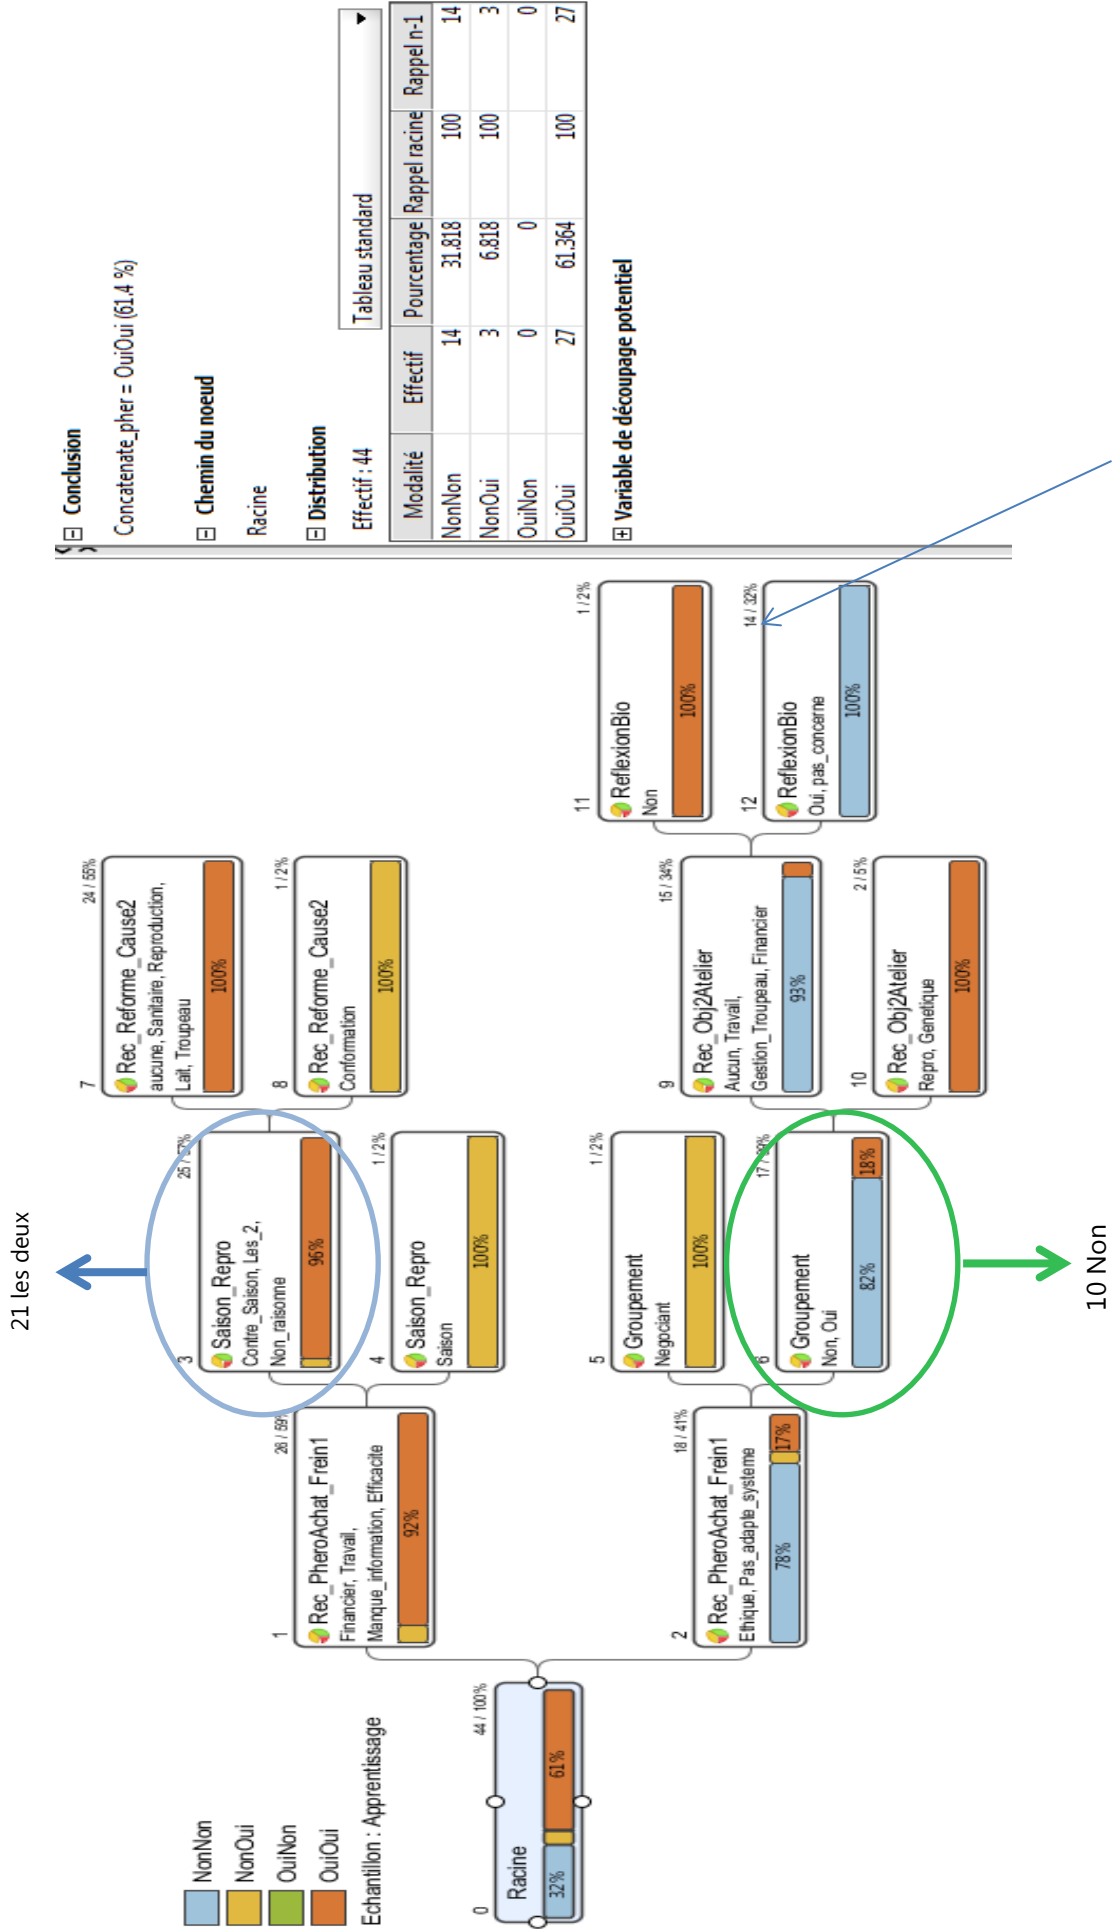 NonNon
NonOui
OuiNon
OuiOui
Echantillon : Apprentissage
0
44 / 100%
Racine
32%
61%
1
26 / 59%
Rec_PheroAchat_Frein1
Financier, Travail,
Manque_information, Efficacite
92%
2
18 / 41%
Rec_PheroAchat_Frein1
Ethique, Pas_adapte_systeme
78%
17%
21 les deux
3
25 / 57%
Saison_Repro
Contre_Saison, Les_2,
Non_raisonne
96%
4
1 / 2%
Saison_Repro
Saison
100%
5
1 / 2%
Groupement
Negociant
100%
6
17 / 39%
Groupement
Non, Oui
82%
18%
10 Non
7
24 / 55%
Rec_Reforme_Cause2
aucune, Sanitaire, Reproduction,
Lait, Troupeau
100%
8
1 / 2%
Rec_Reforme_Cause2
Conformation
100%
9
15 / 34%
Rec_Obj2Atelier
Aucun, Travail,
Gestion_Troupeau, Financier
93%
10
2 / 5%
Rec_Obj2Atelier
Repro, Genetique
100%
11
1 / 2%
ReflexionBio
Non
100%
12
14 / 32%
ReflexionBio
Oui, pas_concerne
100%
Conclusion
Concatenate_pher = OuiOui (61.4 %)
Chemin du noeud
Racine
Distribution
Effectif : 44
Tableau standard
Modalité Effectif Pourcentage Rappel racine Rappel n-1
NonNon 14 31.818 100 14
NonOui 3 6.818 100 3
OuiNon 0 0 0
OuiOui 27 61.364 100 27
Variable de découpage potentiel